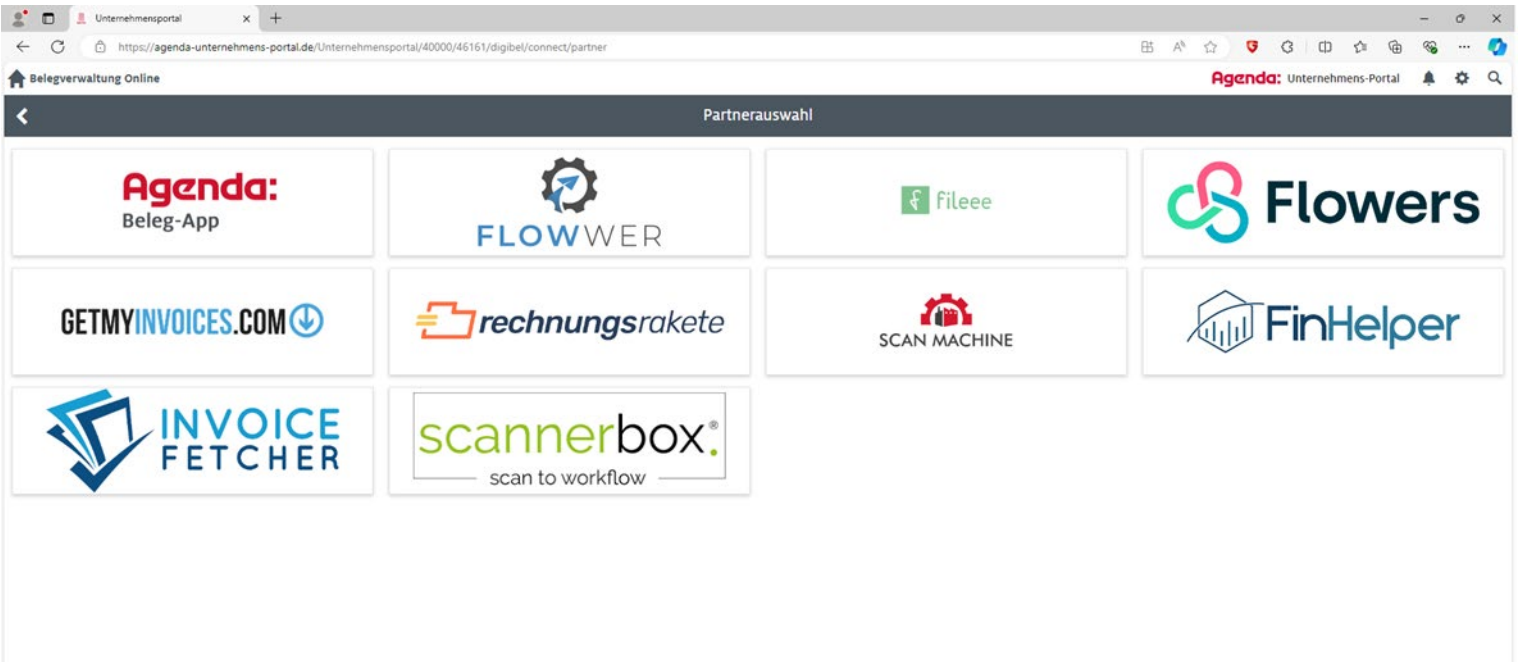 Unternehmensportal
https://agenda-unternehmens-portal.de/Unternehmensportal/40000/46161/digibel/connect/partner
Belegverwaltung Online
Agenda: Unternehmens-Portal
Partnerauswahl
Agenda:
Beleg-App
FLOWWER
fileee
Flowers
GETMYINVOICES.COM
rechnungsrakete
SCAN MACHINE
FinHelper
INVOICE
FETCHER
scannerbox.®
scan to workflow